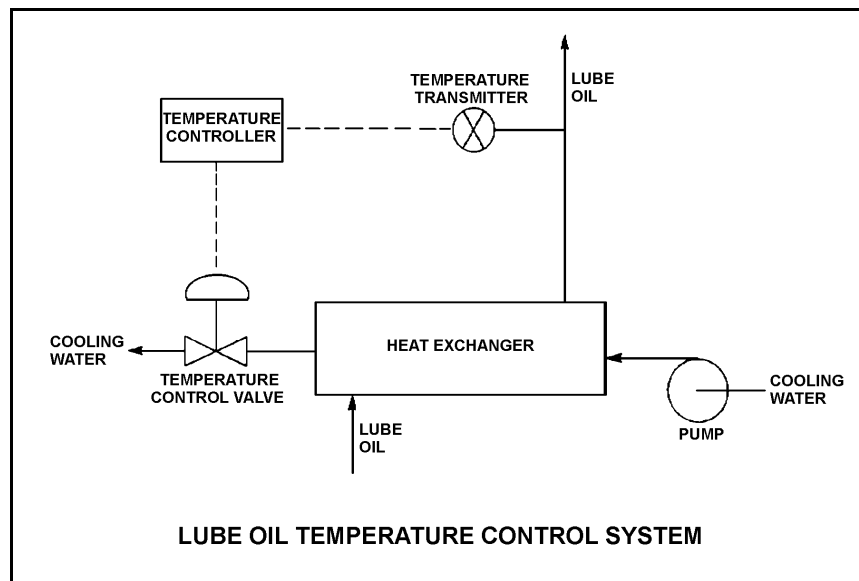 TEMPERATURE
TRANSMITTER
LUBE
OIL
TEMPERATURE
CONTROLLER
COOLING
WATER
HEAT EXCHANGER
TEMPERATURE
CONTROL VALVE
COOLING
WATER
LUBE
OIL
PUMP
LUBE OIL TEMPERATURE CONTROL SYSTEM